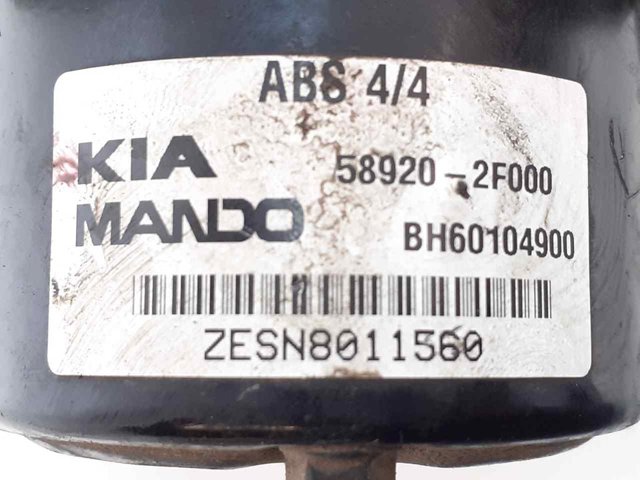 ABS 4/4
KIA 58920-2F000
MANDO BH60104900
ZESN8011560